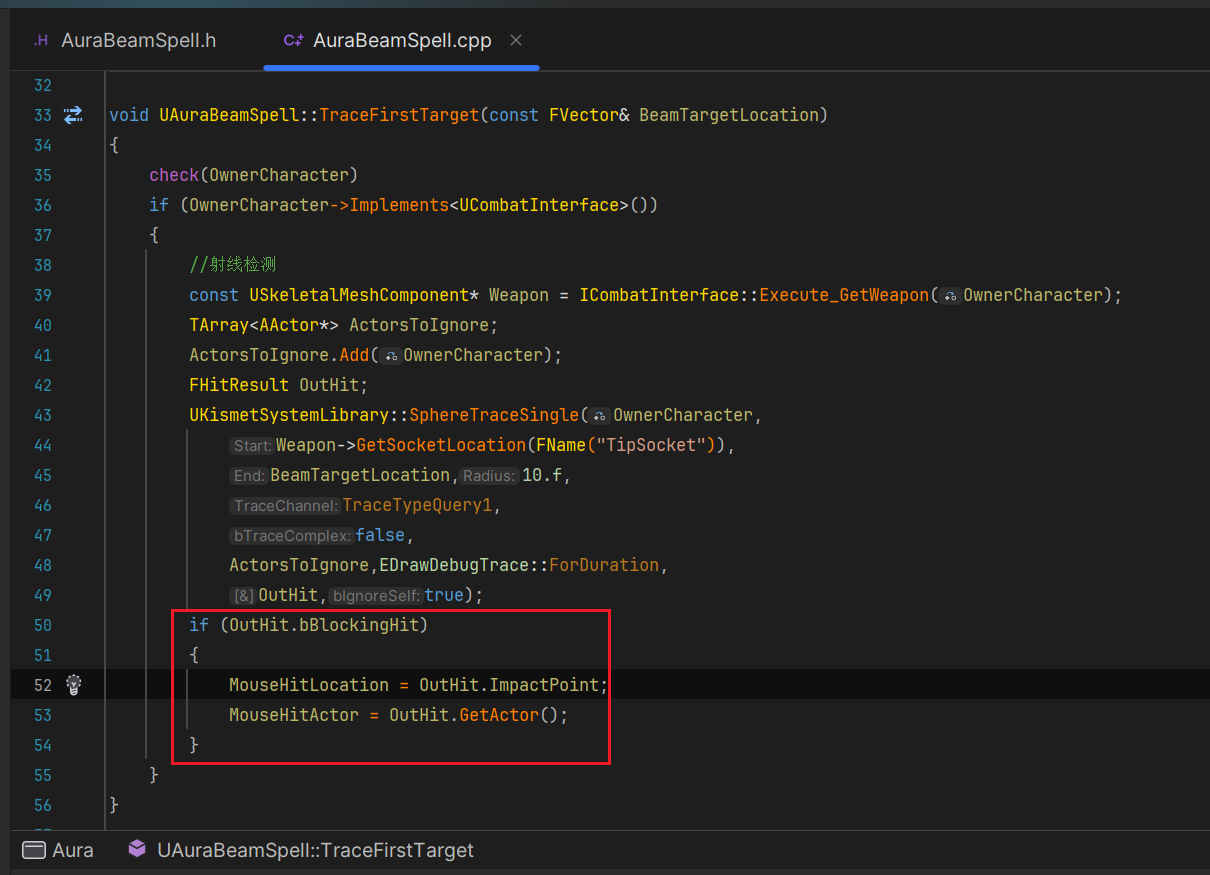 .H AuraBeamSpell.h C++ AuraBeamSpell.cpp ×
32
33 void UAuraBeamSpell::TraceFirstTarget(const FVector& BeamTargetLocation)
34 {
35 check(OwnerCharacter)
36 if (OwnerCharacter->Implements<UCombatInterface>())
37 {
38 //射线检测
39 const USkeletalMeshComponent* Weapon = ICombatInterface::Execute_GetWeapon(OwnerCharacter);
40 TArray<AActor*> ActorsToIgnore;
41 ActorsToIgnore.Add(OwnerCharacter);
42 FHitResult OutHit;
43 UKismetSystemLibrary::SphereTraceSingle(OwnerCharacter,
44 Start:Weapon->GetSocketLocation(FName("TipSocket")),
45 End:BeamTargetLocation,Radius:10.f,
46 TraceChannel:TraceTypeQuery1,
47 bTraceComplex:false,
48 ActorsToIgnore,EDrawDebugTrace::ForDuration,
49 [&]OutHit,bIgnoreSelf:true);
50 if (OutHit.bBlockingHit)
51 {
52 MouseHitLocation = OutHit.ImpactPoint;
53 MouseHitActor = OutHit.GetActor();
54 }
55 }
56 }
Aura UAuraBeamSpell::TraceFirstTarget